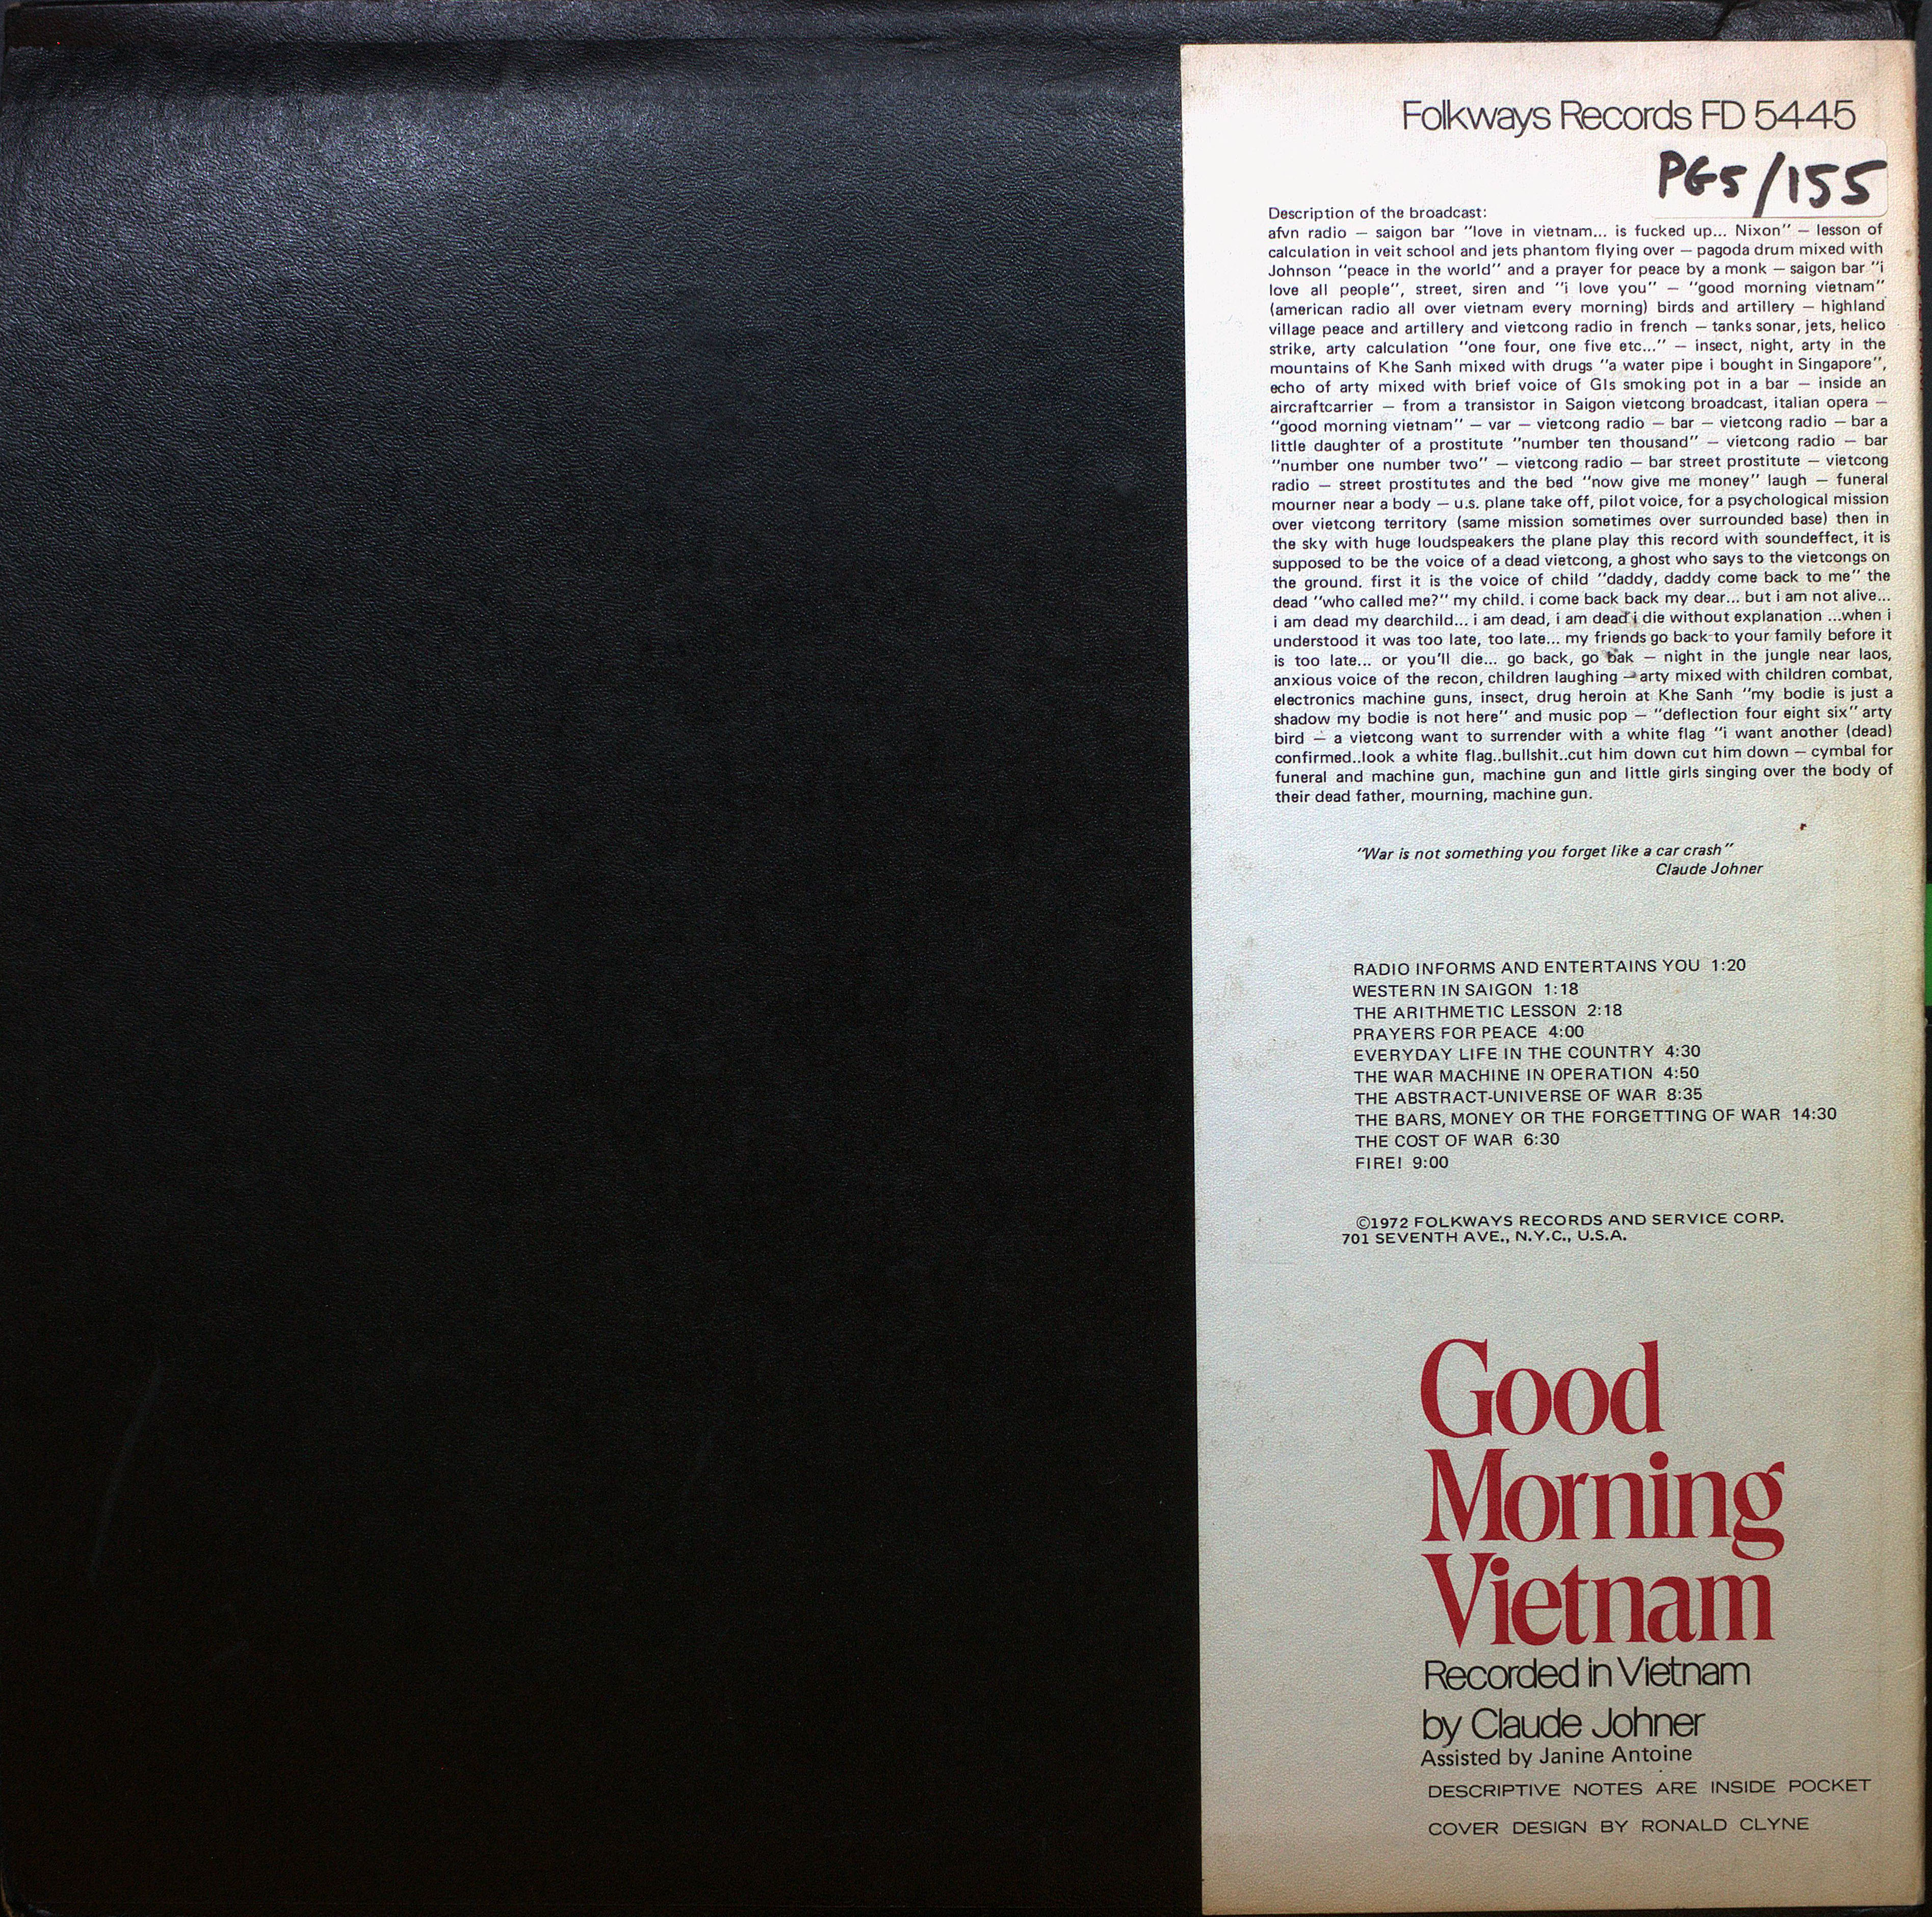 Folkways Records FD 5445
PG5/155
Description of the broadcast:
afvn radio — saigon bar "love in vietnam... is fucked up... Nixon" — lesson of
calculation in veit school and jets phantom flying over — pagoda drum mixed with
Johnson "peace in the world" and a prayer for peace by a monk — saigon bar "i
love all people", street, siren and "i love you" — "good morning vietnam"
(american radio all over vietnam every morning) birds and artillery — highland
village peace and artillery and vietcong radio in french — tanks sonar, jets, helico
strike, arty calculation "one four, one five etc..." — insect, night, arty in the
mountains of Khe Sanh mixed with drugs "a water pipe i bought in Singapore",
echo of arty mixed with brief voice of GIs smoking pot in a bar — inside an
aircraftcarrier — from a transistor in Saigon vietcong broadcast, italian opera —
"good morning vietnam" — var — vietcong radio — bar — vietcong radio — bar a
little daughter of a prostitute "number ten thousand" — vietcong radio — bar
"number one number two" — vietcong radio — bar street prostitute — vietcong
radio — street prostitutes and the bed "now give me money" laugh — funeral
mourner near a body — u.s. plane take off, pilot voice, for a psychological mission
over vietcong territory (same mission sometimes over surrounded base) then in
the sky with huge loudspeakers the plane play this record with soundeffect, it is
supposed to be the voice of a dead vietcong, a ghost who says to the vietcongs on
the ground. first it is the voice of child "daddy, daddy come back to me" the
dead "who called me?" my child. i come back back my dear... but i am not alive...
i am dead my dearchild... i am dead, i am dead i die without explanation ...when i
understood it was too late, too late... my friends go back to your family before it
is too late... or you'll die... go back, go bak — night in the jungle near laos,
anxious voice of the recon, children laughing — arty mixed with children combat,
electronics machine guns, insect, drug heroin at Khe Sanh "my bodie is just a
shadow my bodie is not here" and music pop — "deflection four eight six" arty
bird — a vietcong want to surrender with a white flag "i want another (dead)
confirmed..look a white flag..bullshit..cut him down cut him down — cymbal for
funeral and machine gun, machine gun and little girls singing over the body of
their dead father, mourning, machine gun.
"War is not something you forget like a car crash"
Claude Johner
RADIO INFORMS AND ENTERTAINS YOU 1:20
WESTERN IN SAIGON 1:18
THE ARITHMETIC LESSON 2:18
PRAYERS FOR PEACE 4:00
EVERYDAY LIFE IN THE COUNTRY 4:30
THE WAR MACHINE IN OPERATION 4:50
THE ABSTRACT-UNIVERSE OF WAR 8:35
THE BARS, MONEY OR THE FORGETTING OF WAR 14:30
THE COST OF WAR 6:30
FIRE! 9:00
©1972 FOLKWAYS RECORDS AND SERVICE CORP.
701 SEVENTH AVE., N.Y.C., U.S.A.
Good
Morning
Vietnam
Recorded in Vietnam
by Claude Johner
Assisted by Janine Antoine
DESCRIPTIVE NOTES ARE INSIDE POCKET
COVER DESIGN BY RONALD CLYNE